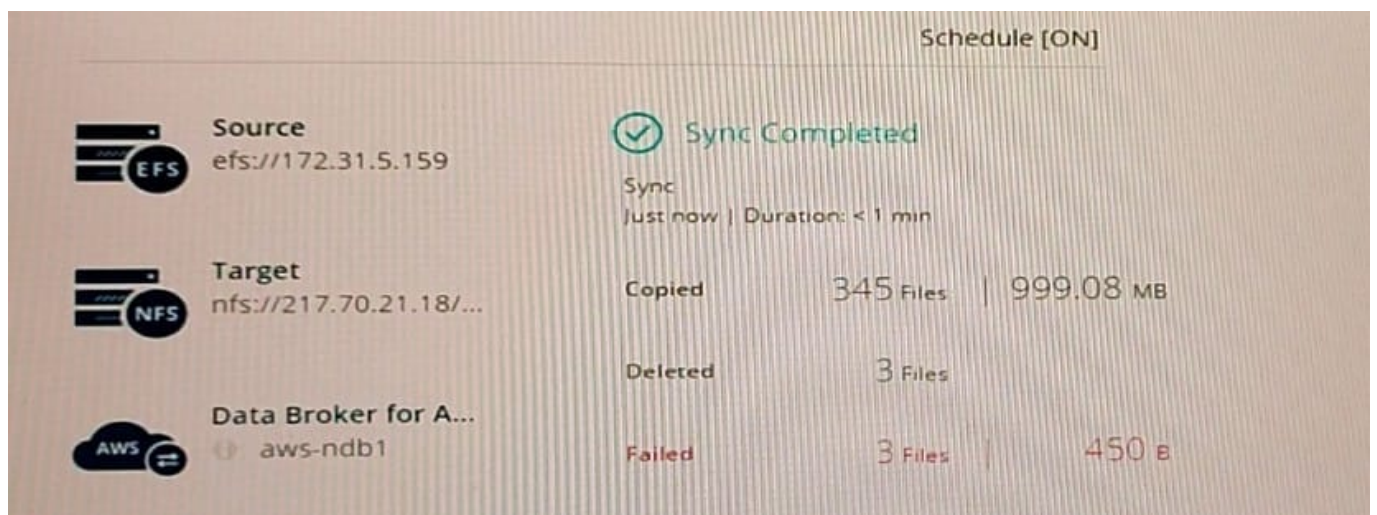 Schedule [ON]
Source
efs://172.31.5.159
EFS
Sync Completed
Sync
Just now | Duration: < 1 min
Target
nfs://217.70.21.18/...
NFS
Copied 345 Files | 999.08 MB
Deleted 3 Files
Data Broker for A...
aws-ndb1
AWS
Failed 3 Files | 450 B